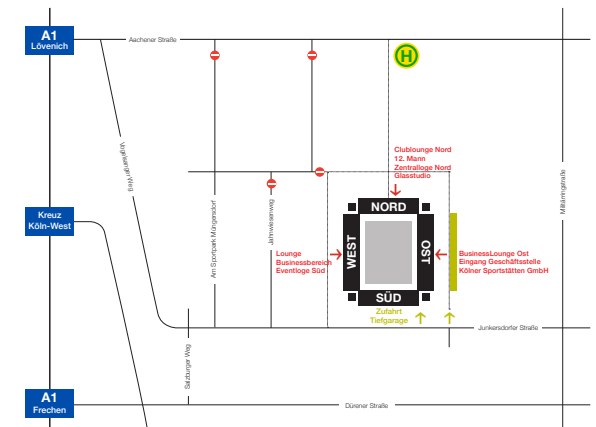 A1
Lövenich
Aachener Straße
H
Vogelsanger Weg
Clublounge Nord
12. Mann
Zentralloge Nord
Glasstudio
Militärringstraße
Kreuz
Köln-West
Am Sportpark Müngersdorf
Jahnwiesenweg
NORD
WEST
OST
SÜD
Lounge
Businessbereich
Eventloge Süd
BusinessLounge Ost
Eingang Geschäftsstelle
Kölner Sportstätten GmbH
Zufahrt
Tiefgarage
Junkersdorfer Straße
Salzburger Weg
A1
Frechen
Dürener Straße